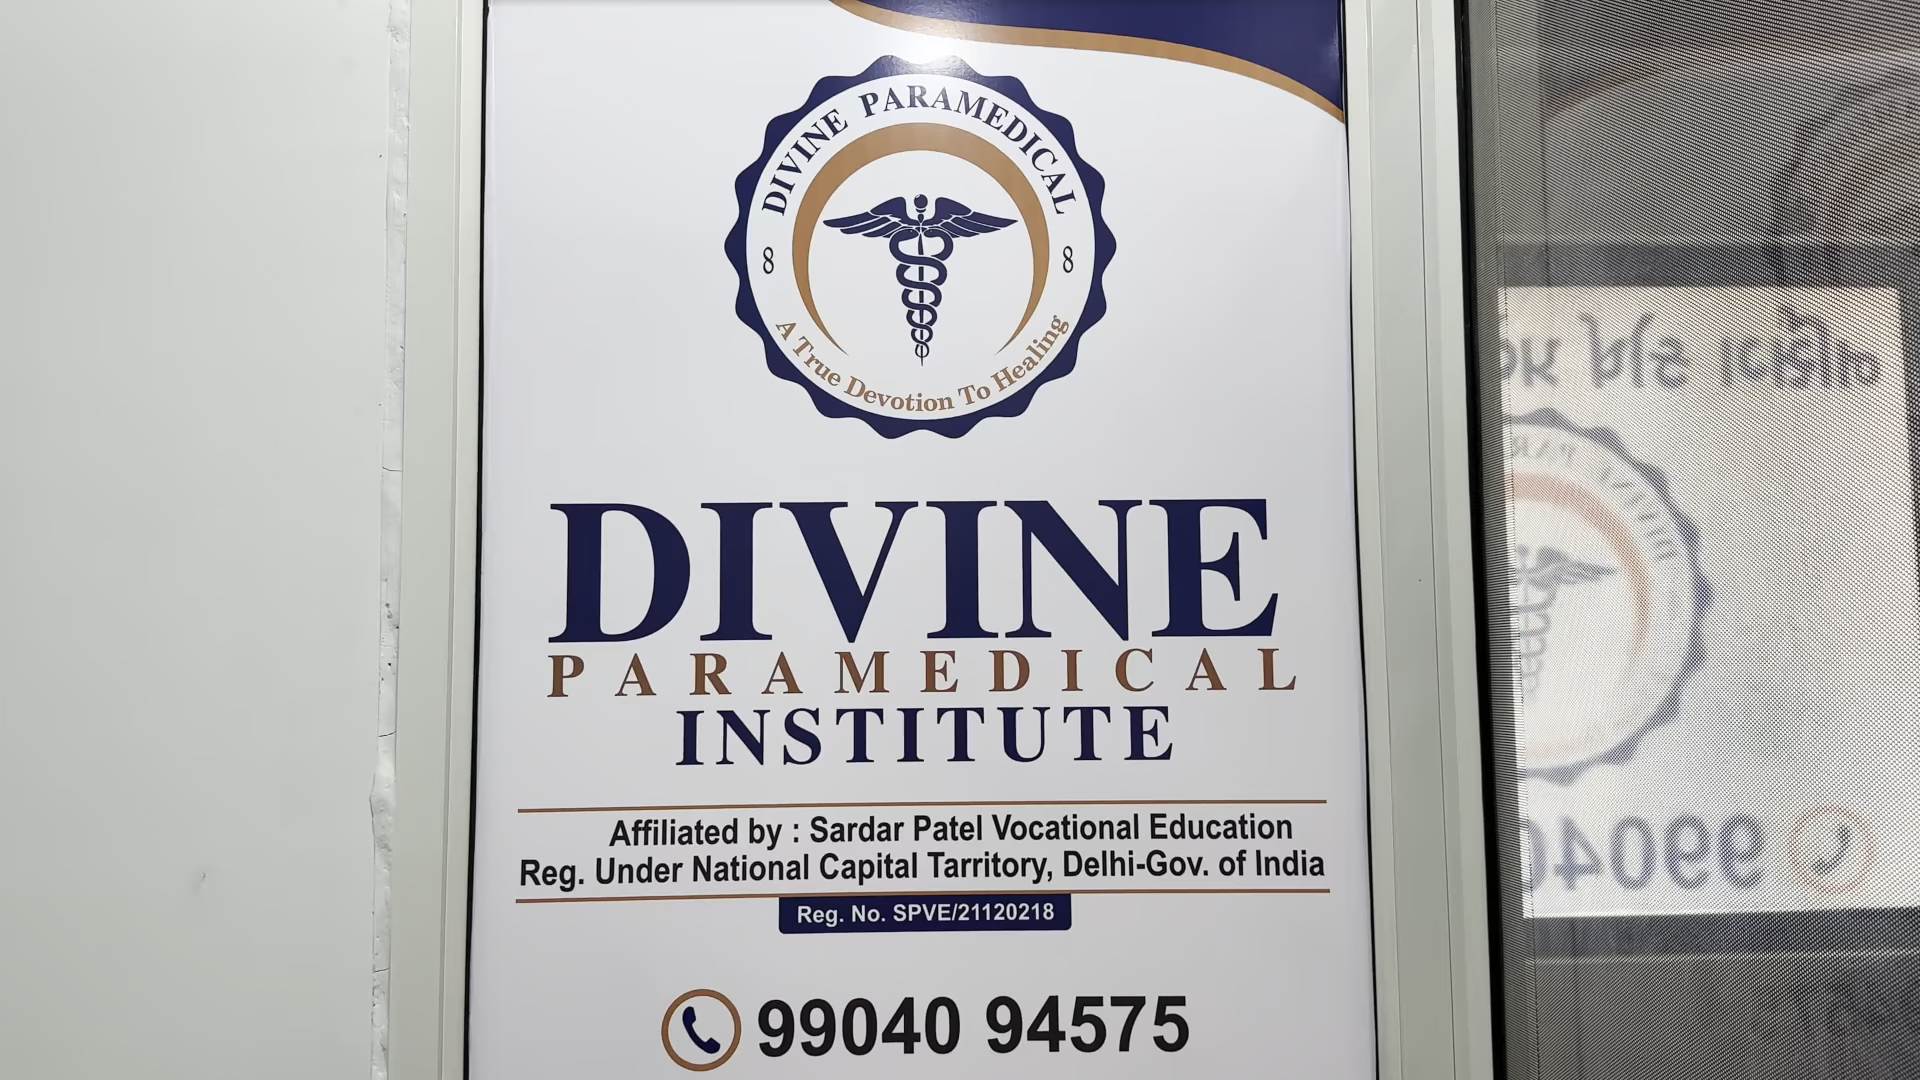 DIVINE PARAMEDICAL
8 8
A True Devotion To Healing
DIVINE
PARAMEDICAL
INSTITUTE
Affiliated by : Sardar Patel Vocational Education
Reg. Under National Capital Tarritory, Delhi-Gov. of India
Reg. No. SPVE/21120218
99040 94575
9904